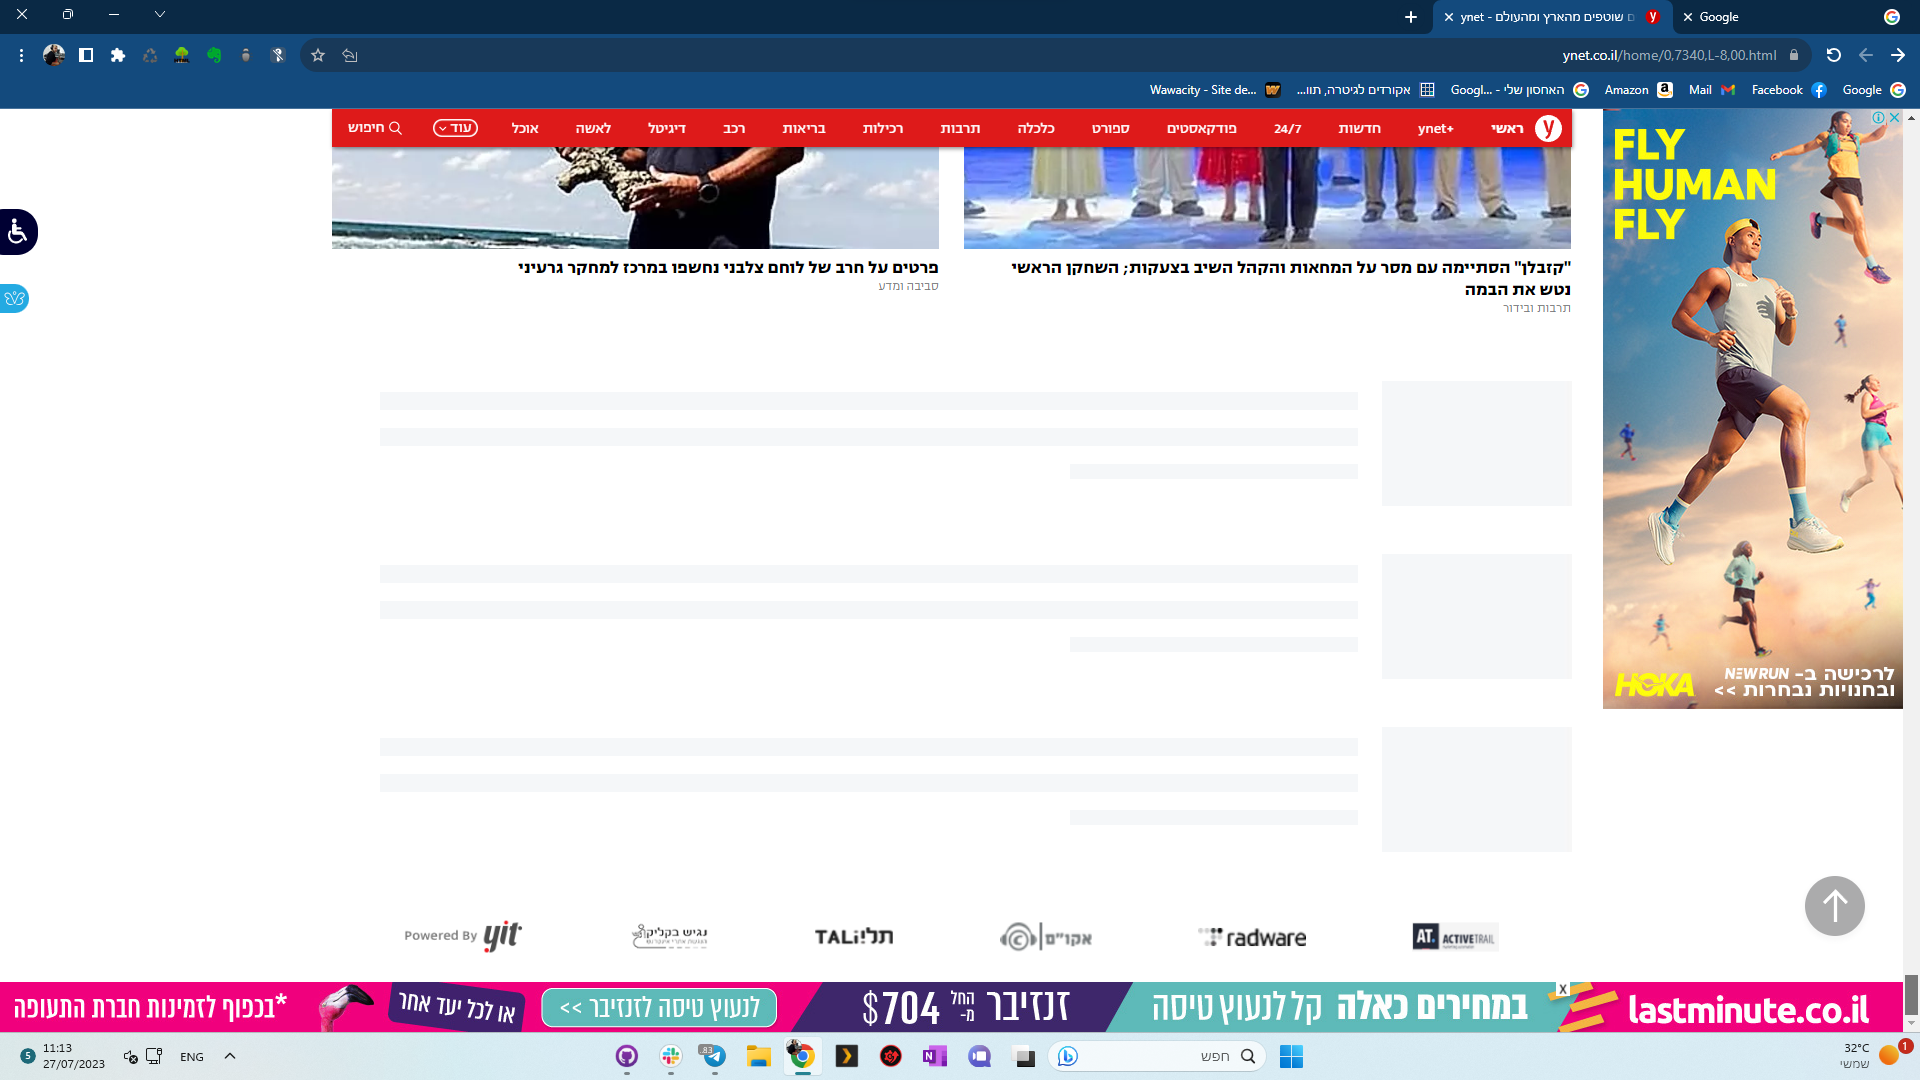 ynet - ם שוטפים מהארץ ומהעולם
Google
ynet.co.il/home/0,7340,L-8,00.html
Google
Facebook
Mail
Amazon
האחסון שלי - Googl...
אקורדים לגיטרה, תוו...
Wawacity - Site de...
ראשי
ynet+
חדשות
24/7
פודקאסטים
ספורט
כלכלה
תרבות
רכילות
בריאות
רכב
דיגיטל
לאשה
אוכל
עוד
חיפוש
"קזבלן" הסתיימה עם מסר על המחאות והקהל השיב בצעקות; השחקן הראשי
נטש את הבמה
תרבות ובידור
פרטים על חרב של לוחם צלבני נחשפו במרכז למחקר גרעיני
סביבה ומדע
FLY
HUMAN
FLY
לרכישה ב- NEWRUN
ובחנויות נבחרות >>
HOKA
AT. ACTIVETRAIL
radware
אקו"ם
תלי! TALi
נגיש בקליק
Powered By yit
x
lastminute.co.il
במחירים כאלה קל לנעוץ טיסה
זנזיבר
החל
מ-
$704
לנעוץ טיסה לזנזיבר >>
או לכל יעד אחר
*בכפוף לזמינות חברת התעופה
32°C
שמשי
1
חפש
83
ENG
11:13
27/07/2023
5